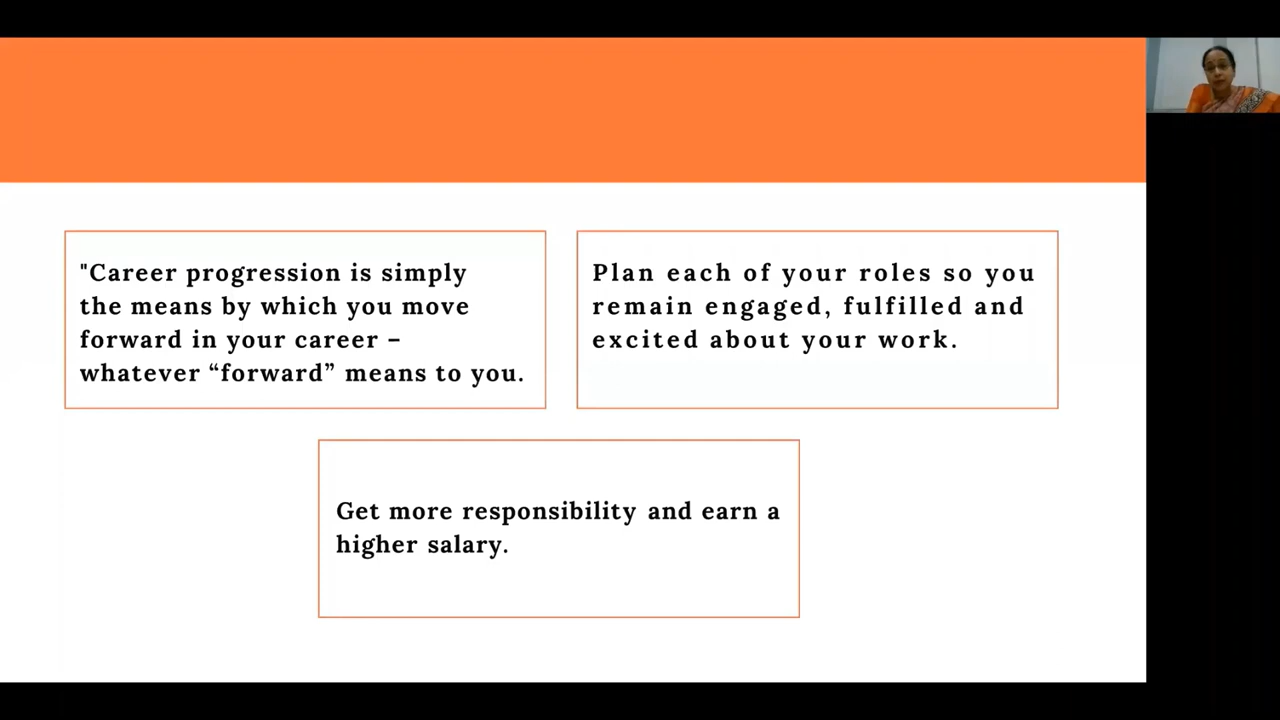 "Career progression is simply
the means by which you move
forward in your career –
whatever “forward” means to you.
Plan each of your roles so you
remain engaged, fulfilled and
excited about your work.
Get more responsibility and earn a
higher salary.